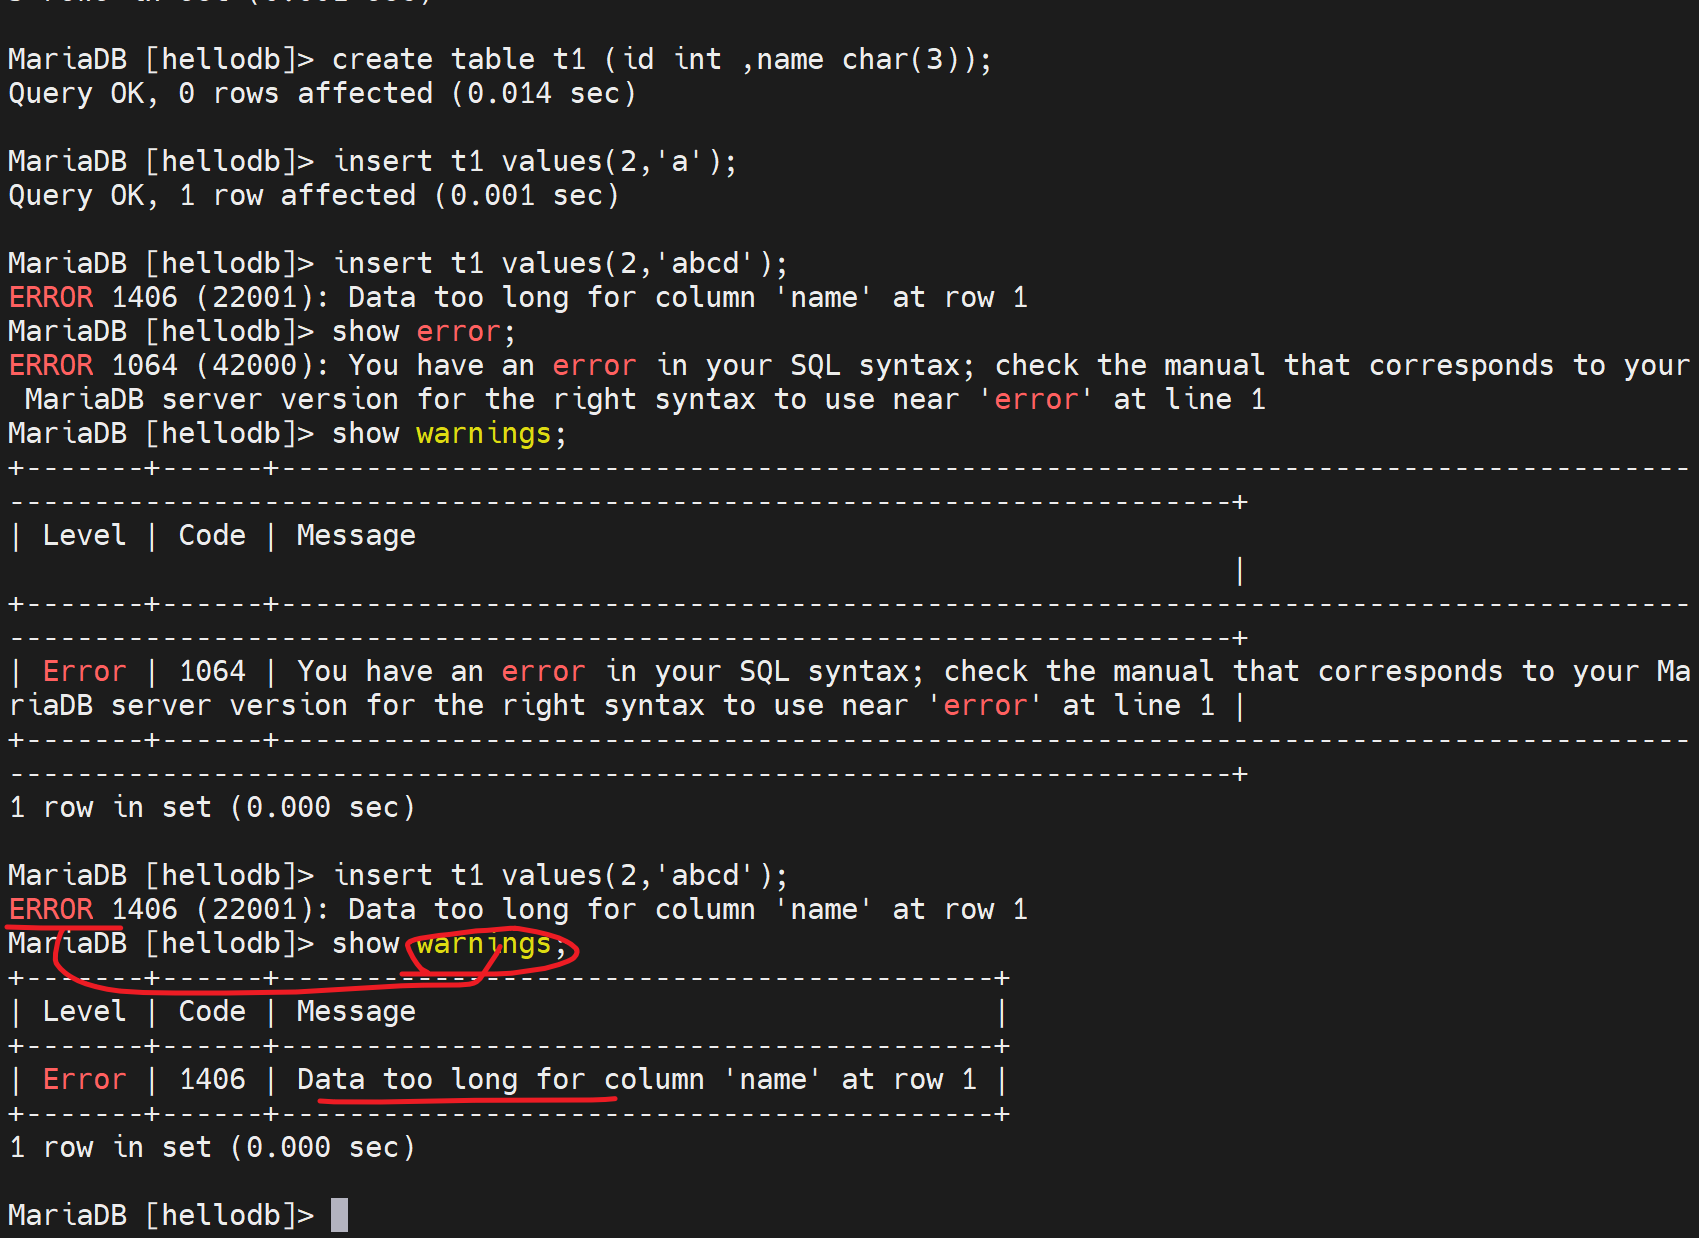 MariaDB [hellodb]> create table t1 (id int ,name char(3));
Query OK, 0 rows affected (0.014 sec)
MariaDB [hellodb]> insert t1 values(2,'a');
Query OK, 1 row affected (0.001 sec)
MariaDB [hellodb]> insert t1 values(2,'abcd');
ERROR 1406 (22001): Data too long for column 'name' at row 1
MariaDB [hellodb]> show error;
ERROR 1064 (42000): You have an error in your SQL syntax; check the manual that corresponds to your
MariaDB server version for the right syntax to use near 'error' at line 1
MariaDB [hellodb]> show warnings;
+-------+------+-----------------------------------------------------------------------------------
------------------------------------------------------------------------+
| Level | Code | Message
|
+-------+------+-----------------------------------------------------------------------------------
------------------------------------------------------------------------+
| Error | 1064 | You have an error in your SQL syntax; check the manual that corresponds to your Ma
riaDB server version for the right syntax to use near 'error' at line 1 |
+-------+------+-----------------------------------------------------------------------------------
------------------------------------------------------------------------+
1 row in set (0.000 sec)
MariaDB [hellodb]> insert t1 values(2,'abcd');
ERROR 1406 (22001): Data too long for column 'name' at row 1
MariaDB [hellodb]> show warnings;
+-------+------+------------------------------------------+
| Level | Code | Message                                  |
+-------+------+------------------------------------------+
| Error | 1406 | Data too long for column 'name' at row 1 |
+-------+------+------------------------------------------+
1 row in set (0.000 sec)
MariaDB [hellodb]>